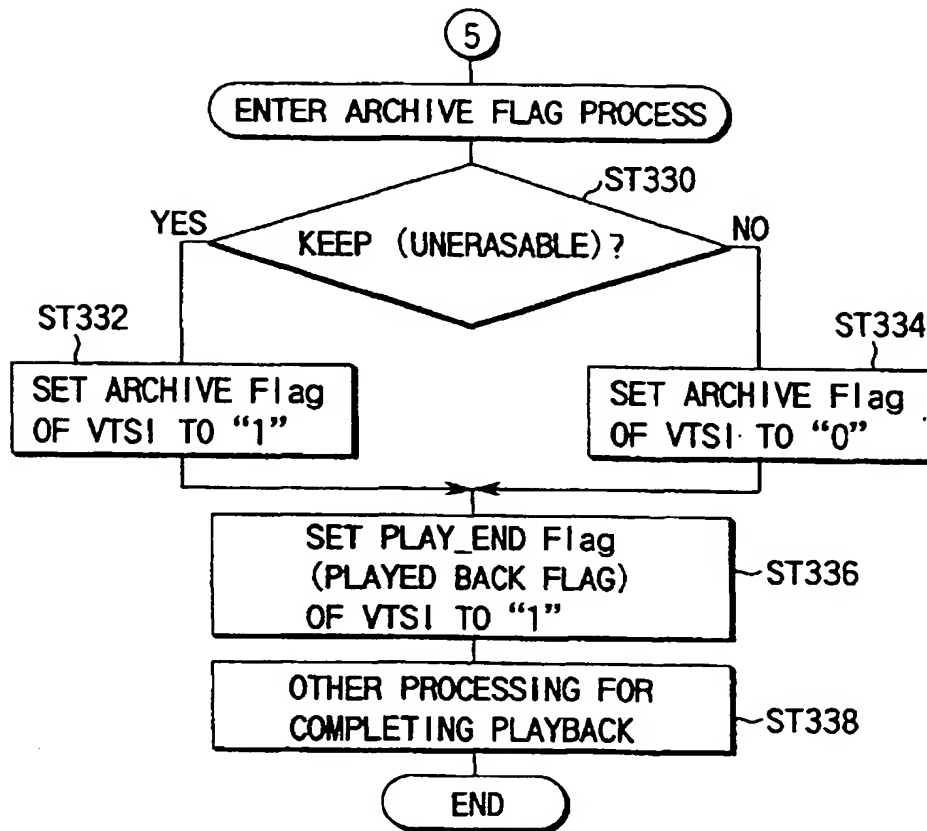 5
ENTER ARCHIVE FLAG PROCESS
ST330
YES
NO
KEEP (UNERASABLE)?
ST332
ST334
SET ARCHIVE Flag
OF VTSI TO “1”
SET ARCHIVE Flag
OF VTSI TO “0”
SET PLAY_END Flag
(PLAYED BACK FLAG)
OF VTSI TO “1”
ST336
OTHER PROCESSING FOR
COMPLETING PLAYBACK
ST338
END